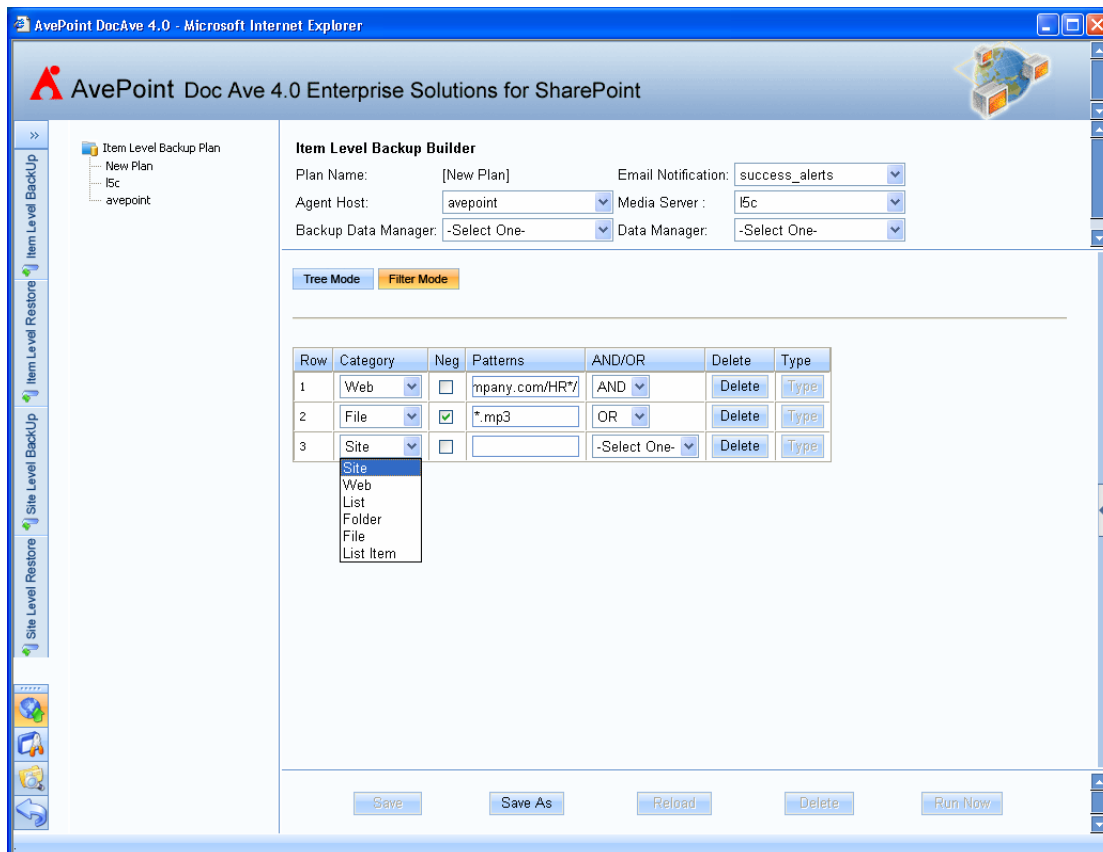 AvePoint DocAve 4.0 - Microsoft Internet Explorer
AvePoint Doc Ave 4.0 Enterprise Solutions for SharePoint
»
Item Level BackUp
Item Level Restore
Site Level BackUp
Site Level Restore
Item Level Backup Plan
New Plan
l5c
avepoint
Item Level Backup Builder
Plan Name: [New Plan] Email Notification: success_alerts
Agent Host: avepoint Media Server : l5c
Backup Data Manager: -Select One- Data Manager: -Select One-
Tree Mode Filter Mode
Row Category Neg Patterns AND/OR Delete Type
1 Web mpany.com/HR*/ AND Delete Type
2 File *.mp3 OR Delete Type
3 Site -Select One- Delete Type
Site
Web
List
Folder
File
List Item
Save Save As Reload Delete Run Now